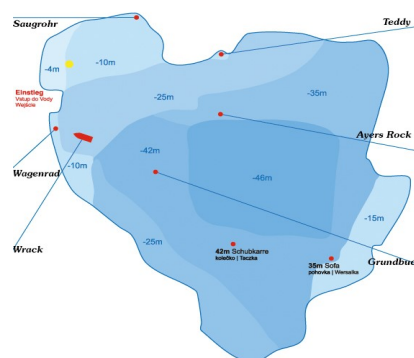 Saugrohr
Teddy
-10m
-4m
-35m
-25m
Einstieg
Vstup do Vody
Wejście
Ayers Rock
-42m
-10m
-46m
Wagenrad
-15m
-25m
42m Schubkarre
kolečko | Taczka
Wrack
35m Sofa
pohovka | Wersalka